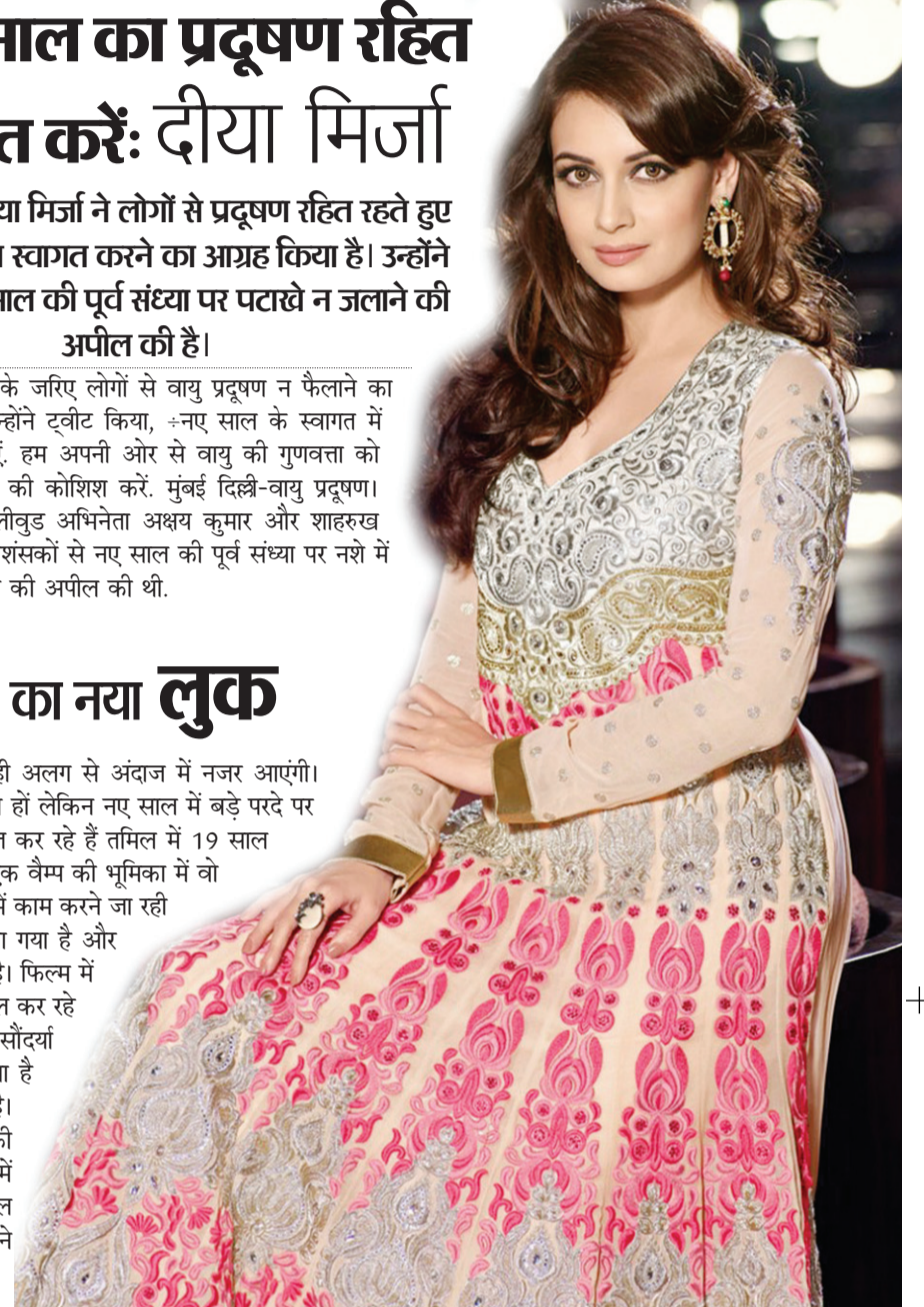 का प्रदूषण रहित
करें: दीया मिर्जा
मिर्जा ने लोगों से प्रदूषण रहित रहते हुए
स्वागत करने का आग्रह किया है। उन्होंने
की पूर्व संध्या पर पटाखे न जलाने की
अपील की है।
के जरिए लोगों से वायु प्रदूषण न फैलाने का
ट्वीट किया, ÷नए साल के स्वागत में
हम अपनी ओर से वायु की गुणवत्ता को
की कोशिश करें. मुंबई दिल्ली-वायु प्रदूषण।
अभिनेता अक्षय कुमार और शाहरुख
से नए साल की पूर्व संध्या पर नशे में
की अपील की थी.
का नया लुक
अलग से अंदाज में नजर आएंगी।
हों लेकिन नए साल में बड़े परदे पर
कर रहे हैं तमिल में 19 साल
वैम्प की भूमिका में वो
में काम करने जा रही
गया है और
है। फिल्म में
कर रहे
सौंदर्या
है
है।
की
में
ने